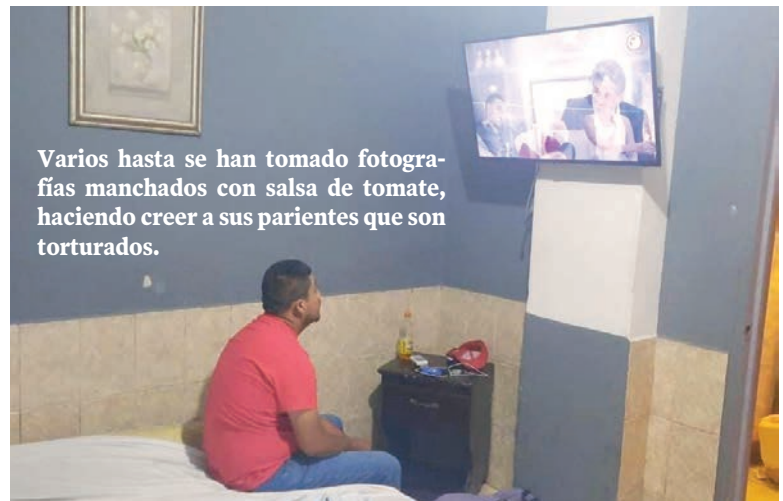 Varios hasta se han tomado fotogra-
fías manchados con salsa de tomate,
haciendo creer a sus parientes que son
torturados.